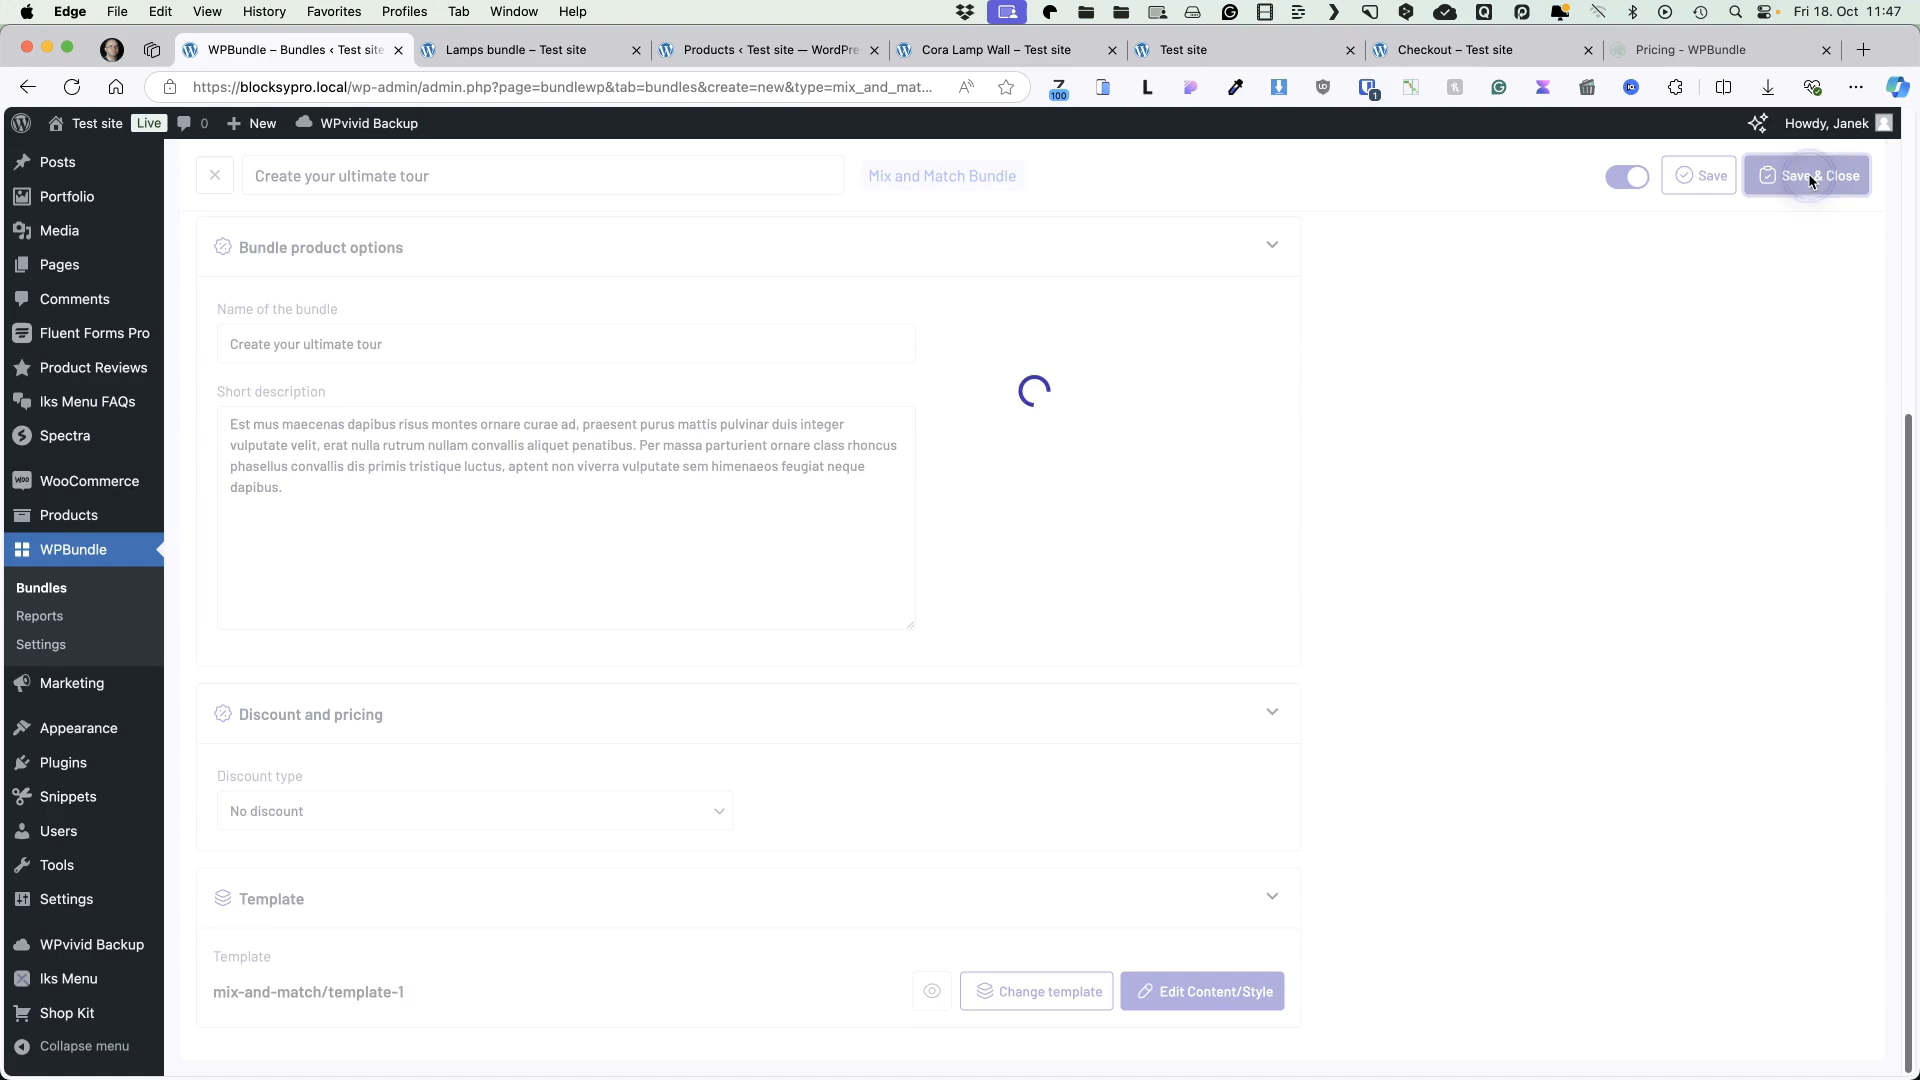 Edge File Edit View History Favorites Profiles Tab Window Help Fri 18. Oct 11:47
WPBundle – Bundles ‹ Test site
Lamps bundle – Test site
Products ‹ Test site — WordPre
Cora Lamp Wall – Test site
Test site
Checkout – Test site
Pricing - WPBundle
https://blocksypro.local/wp-admin/admin.php?page=bundlewp&tab=bundles&create=new&type=mix_and_mat...
100
1
Test site Live 0 New WPvivid Backup Howdy, Janek
Posts
Portfolio
Media
Pages
Comments
Fluent Forms Pro
Product Reviews
Iks Menu FAQs
Spectra
WooCommerce
Products
WPBundle
Bundles
Reports
Settings
Marketing
Appearance
Plugins
Snippets
Users
Tools
Settings
WPvivid Backup
Iks Menu
Shop Kit
Collapse menu
Create your ultimate tour
Mix and Match Bundle
Save
Save & Close
Bundle product options
Name of the bundle
Create your ultimate tour
Short description
Est mus maecenas dapibus risus montes ornare curae ad, praesent purus mattis pulvinar duis integer
vulputate velit, erat nulla rutrum nullam convallis aliquet penatibus. Per massa parturient ornare class rhoncus
phasellus convallis dis primis tristique luctus, aptent non viverra vulputate sem himenaeos feugiat neque
dapibus.
Discount and pricing
Discount type
No discount
Template
Template
mix-and-match/template-1
Change template
Edit Content/Style